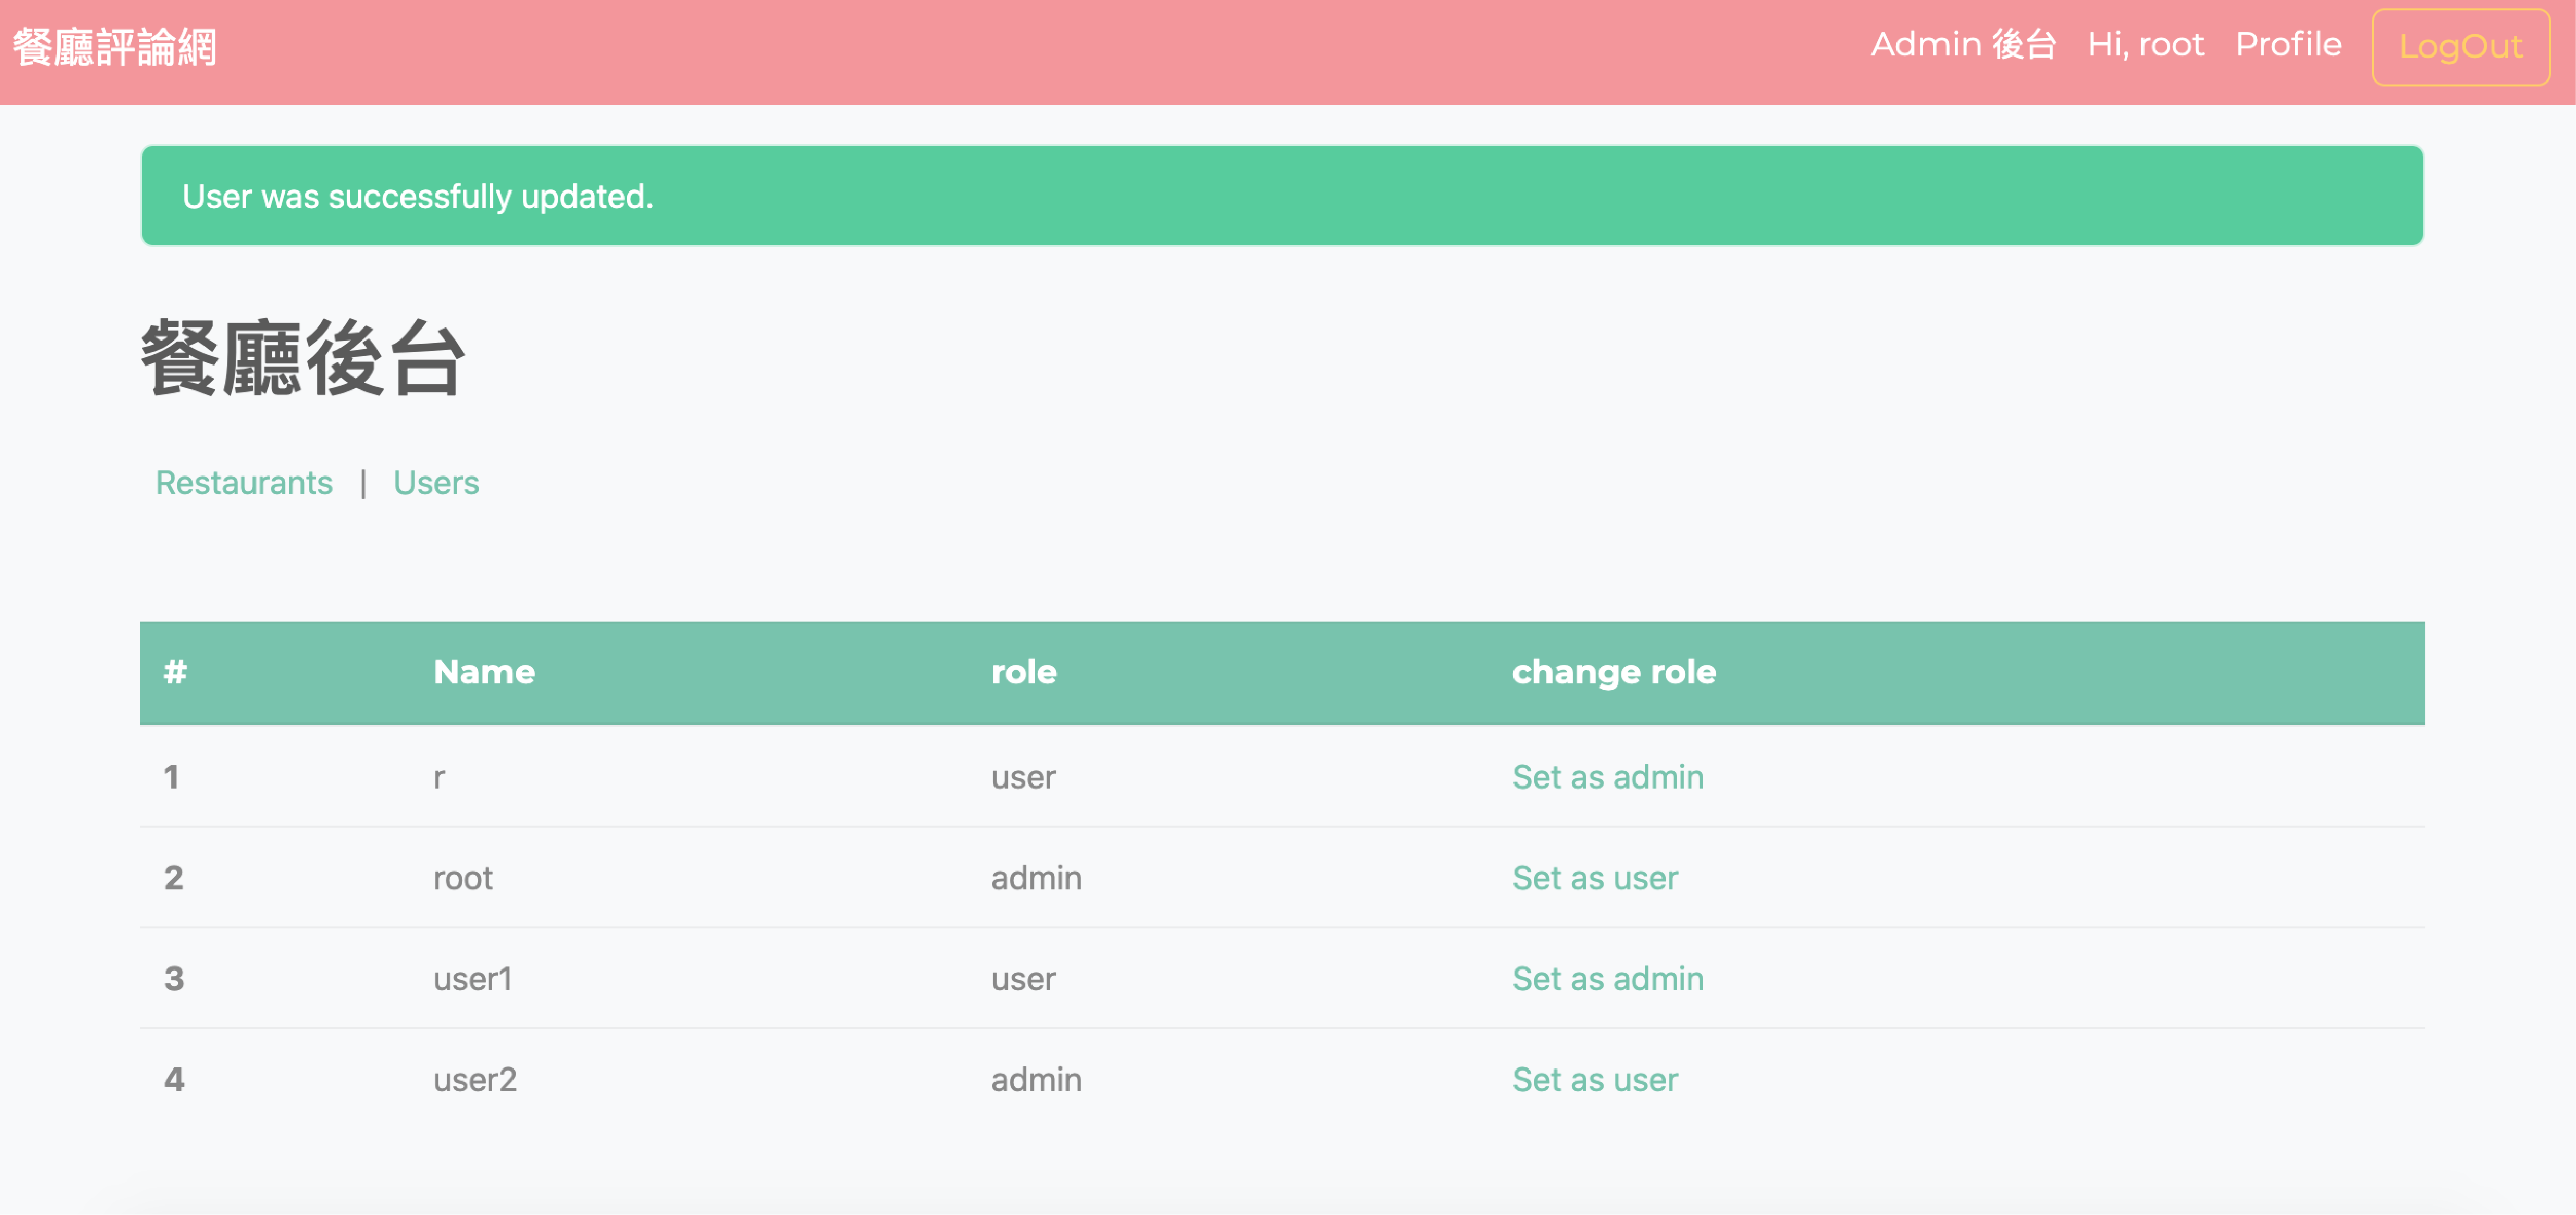 餐廳評論網 Admin 後台 Hi, root Profile LogOut
User was successfully updated.
餐廳後台
Restaurants | Users
# Name role change role
1 r user Set as admin
2 root admin Set as user
3 user1 user Set as admin
4 user2 admin Set as user